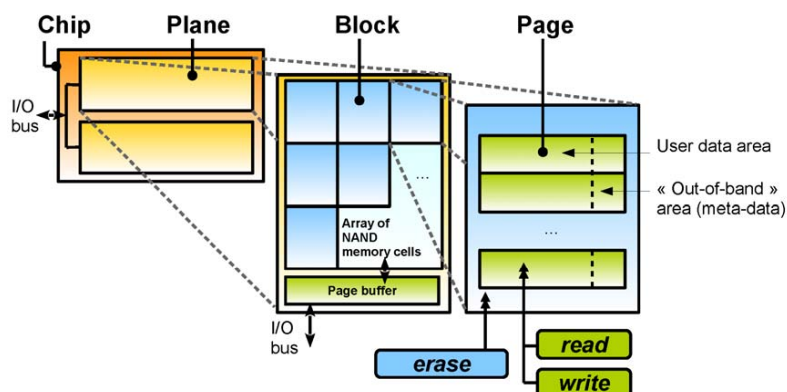 Chip
Plane
Block
Page
I/O
bus
User data area
« Out-of-band »
area (meta-data)
...
...
Array of
NAND
memory cells
Page buffer
I/O
bus
erase
read
write